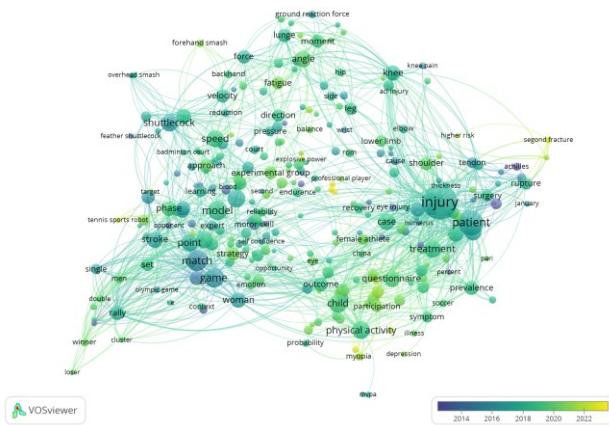 ground reaction force
lunge
moment
forehand smash
force
angle
knee pain
overhead smash
backhand
hip
knee
fatigue
acl injury
velocity
side
leg
reduction
shuttlecock
direction
feather shuttlecock
speed
pressure
balance
wist
elbow
higher risk
badminton court
court
lower limb
segond fracture
approach
explosive power
rom
cause
shoulder
tendon
achilles
experimental group
professional player
thickness
rupture
target
learning
blood
second
endurance
injury
surgery
january
phase
model
reliability
recovery
eye injury
tennis sports robot
opponent
expert
motor skill
case
patient
stroke
point
self confidence
female athlete
strategy
treatment
match
opportunity
eye
china
pari
single
set
men
game
emotion
outcome
questionnaire
percent
prevalence
olympic game
double
context
woman
child
participation
soccer
rally
symptom
physical activity
illness
winner
cluster
probability
myopia
depression
loser
mvpa
VOSviewer
2014 2016 2018 2020 2022